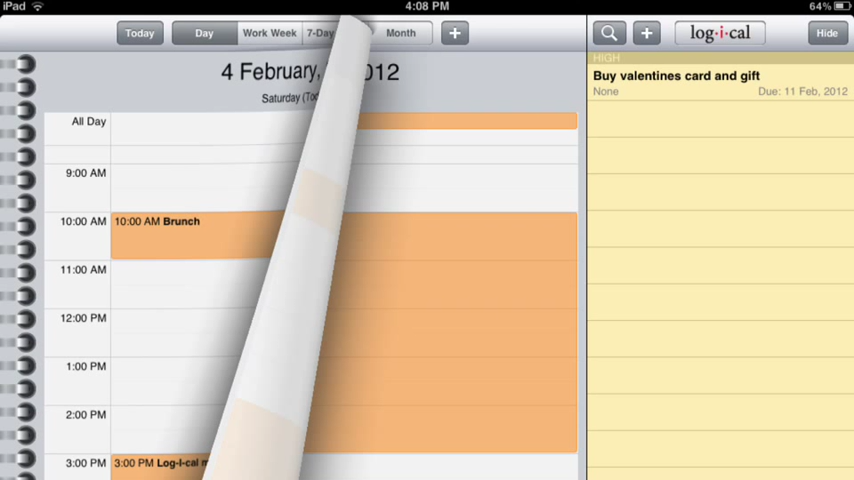 iPad
4:08 PM
64%
Today
Day
Work Week
7-Day
Month
+
+
log·i·cal
Hide
4 February, 012
Saturday (To
HIGH
Buy valentines card and gift
None
Due: 11 Feb, 2012
All Day
9:00 AM
10:00 AM
10:00 AM Brunch
11:00 AM
12:00 PM
1:00 PM
2:00 PM
3:00 PM
3:00 PM Log-I-cal